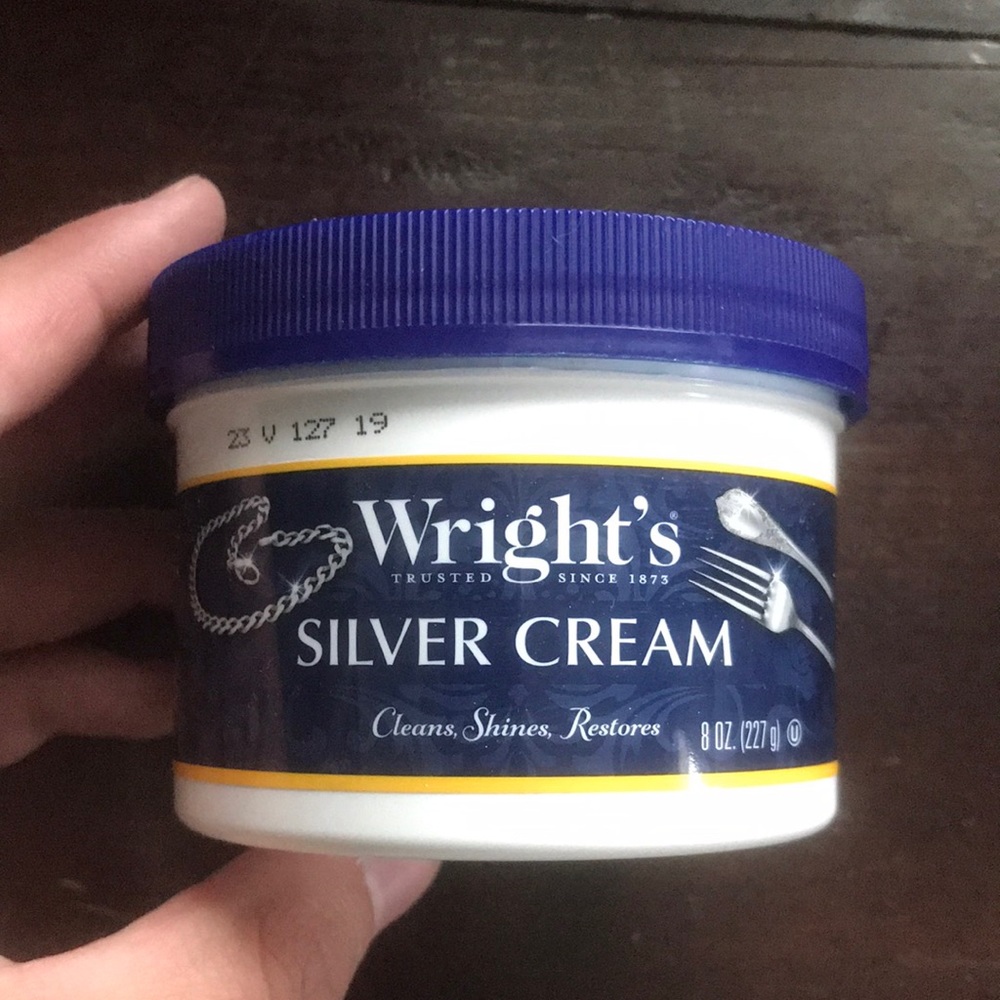 23 V 127 19
Wright's®
TRUSTED SINCE 1873
SILVER CREAM
Cleans, Shines, Restores
8 OZ. (227 g) Ⓤ